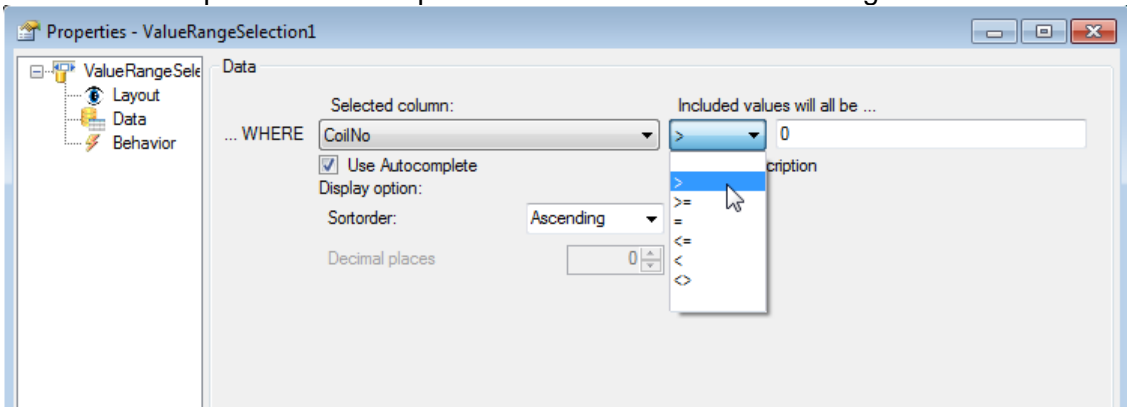 Properties - ValueRangeSelection1
ValueRangeSele
Layout
Data
Behavior
Data
Selected column:
Included values will all be ...
... WHERE
CoilNo
>
0
Use Autocomplete
Display option:
Sortorder:
Ascending
Decimal places
0
>
>=
=
<=
<
<>